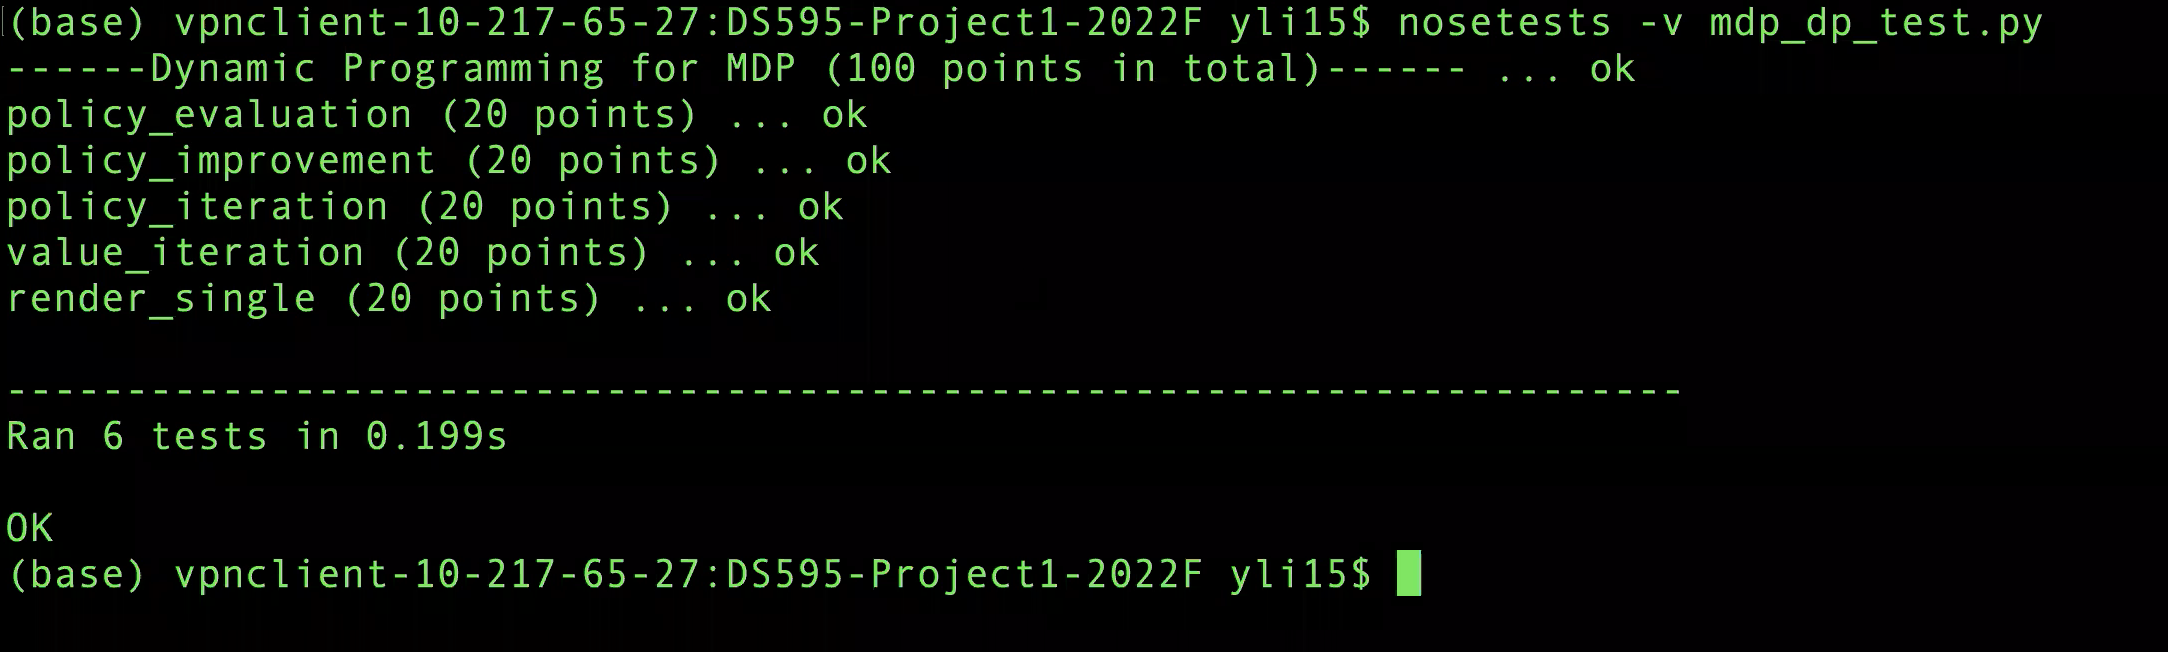 (base) vpnclient-10-217-65-27:DS595-Project1-2022F yli15$ nosetests -v mdp_dp_test.py
------Dynamic Programming for MDP (100 points in total)------ ... ok
policy_evaluation (20 points) ... ok
policy_improvement (20 points) ... ok
policy_iteration (20 points) ... ok
value_iteration (20 points) ... ok
render_single (20 points) ... ok
----------------------------------------------------------------------
Ran 6 tests in 0.199s
OK
(base) vpnclient-10-217-65-27:DS595-Project1-2022F yli15$